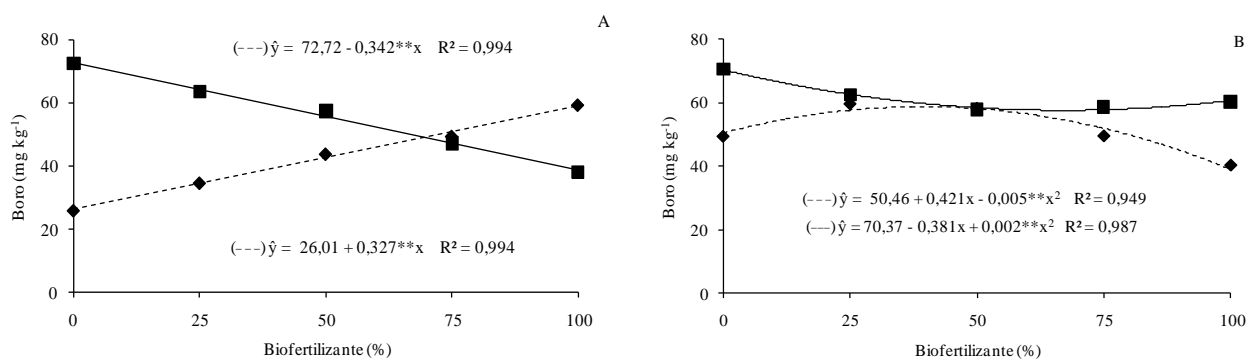 A
80
(---) ŷ = 72,72 - 0,342**x R² = 0,994
60
40
20
0
(---) ŷ = 26,01 + 0,327**x R² = 0,994
Boro (mg kg⁻¹)
0 25 50 75 100
Biofertilizante (%)
B
80
60
40
20
0
(---) ŷ = 50,46 + 0,421x - 0,005**x² R² = 0,949
(—) ŷ = 70,37 - 0,381x + 0,002**x² R² = 0,987
Boro (mg kg⁻¹)
0 25 50 75 100
Biofertilizante (%)